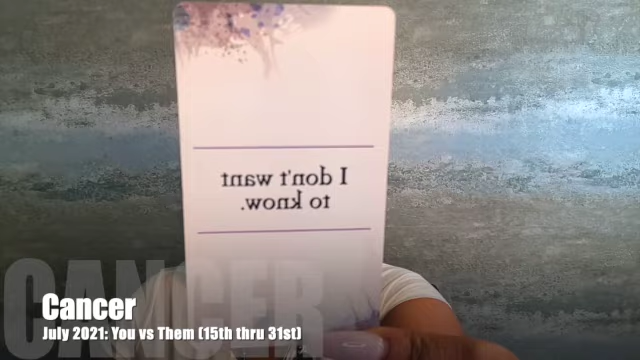 I don't want
to know.
CANCER
Cancer
July 2021: You vs Them (15th thru 31st)